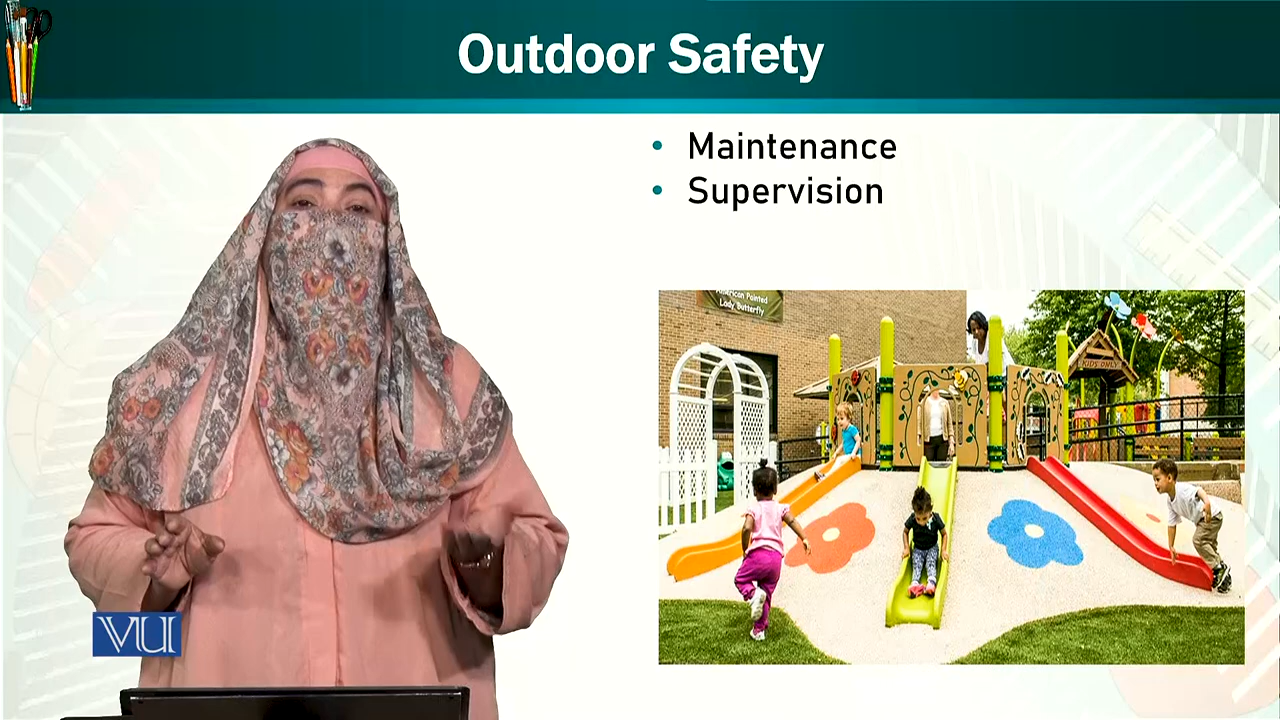 Outdoor Safety
• Maintenance
• Supervision
American Painted
Lady Butterfly
KIDS ONLY
VU